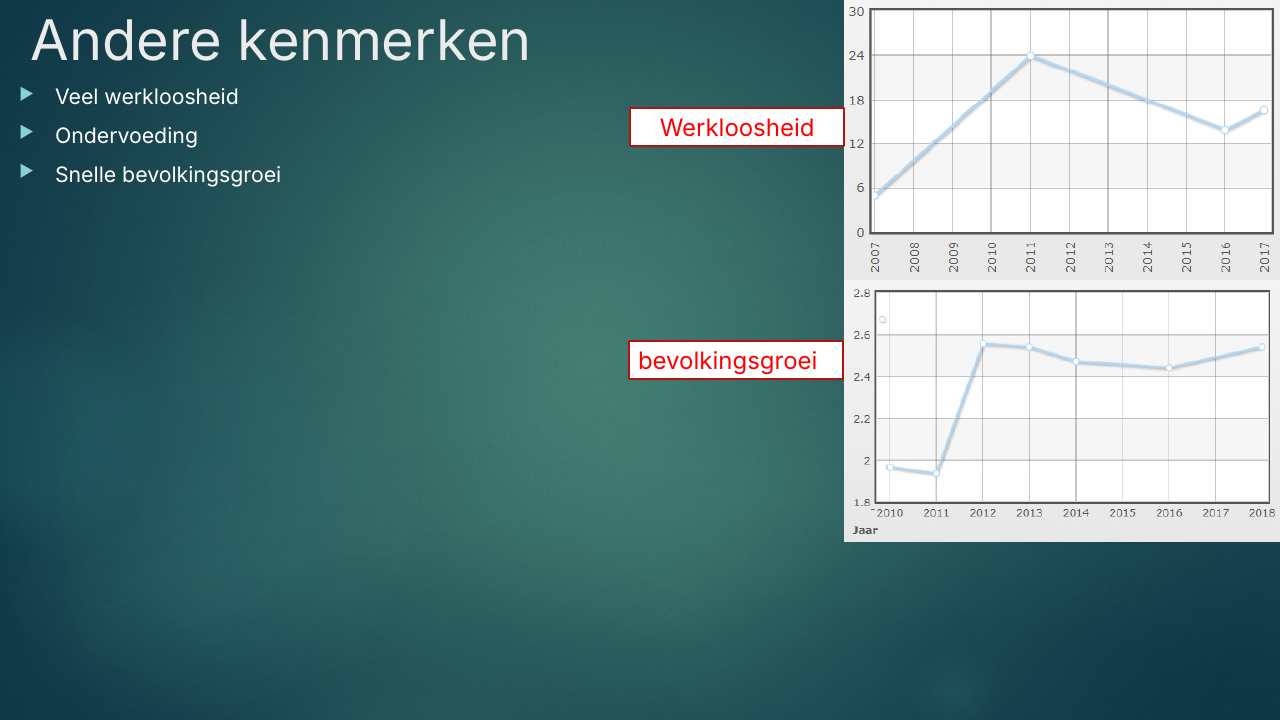 Andere kenmerken
Veel werkloosheid
Ondervoeding
Snelle bevolkingsgroei
Werkloosheid
30
24
18
12
6
0
2007 2008 2009 2010 2011 2012 2013 2014 2015 2016 2017
bevolkingsgroei
2.8
2.6
2.4
2.2
2
1.8
2010 2011 2012 2013 2014 2015 2016 2017 2018
Jaar